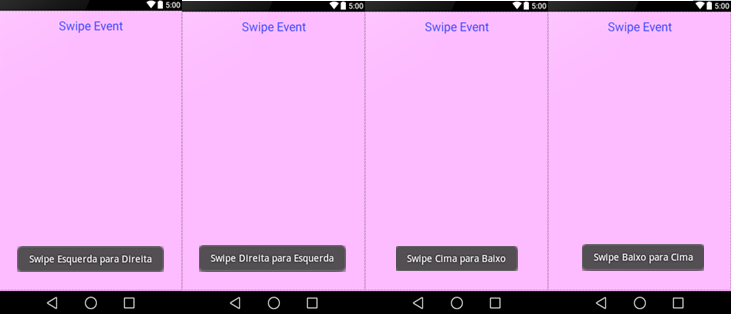 5:00
Swipe Event
Swipe Esquerda para Direita
5:00
Swipe Event
Swipe Direita para Esquerda
5:00
Swipe Event
Swipe Cima para Baixo
5:00
Swipe Event
Swipe Baixo para Cima